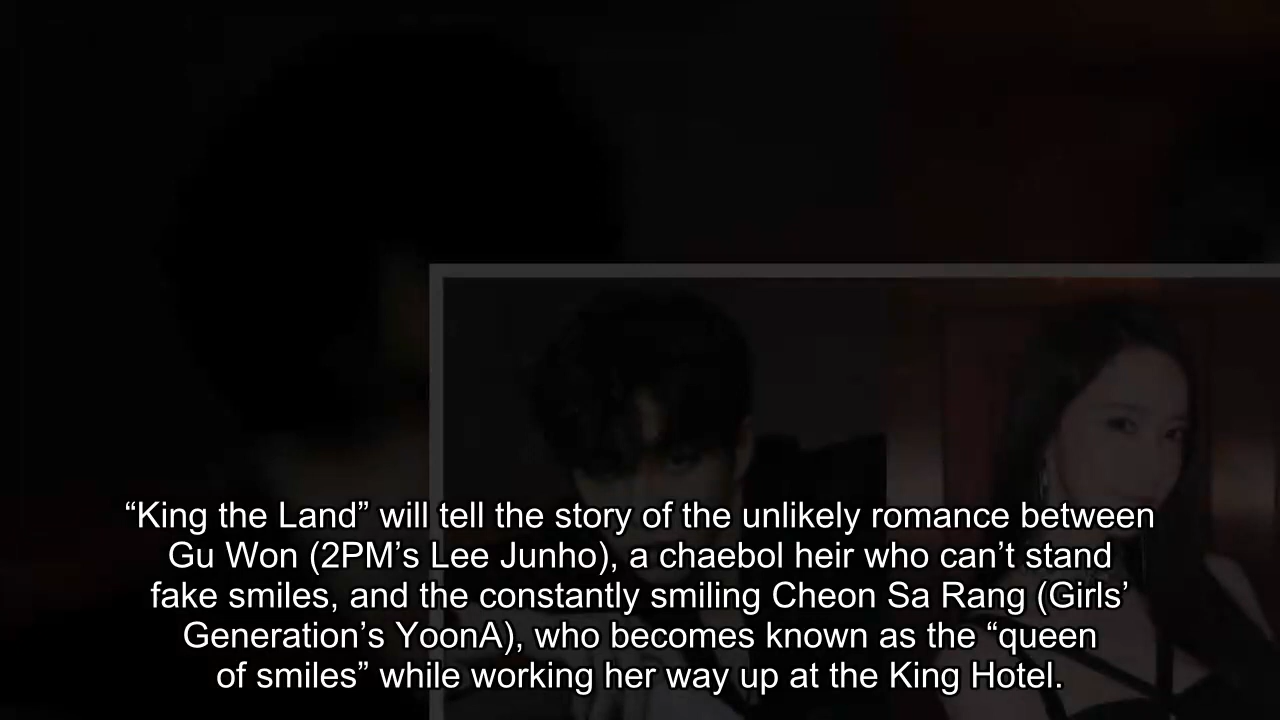 “King the Land” will tell the story of the unlikely romance between
Gu Won (2PM’s Lee Junho), a chaebol heir who can’t stand
fake smiles, and the constantly smiling Cheon Sa Rang (Girls’
Generation’s YoonA), who becomes known as the “queen
of smiles” while working her way up at the King Hotel.